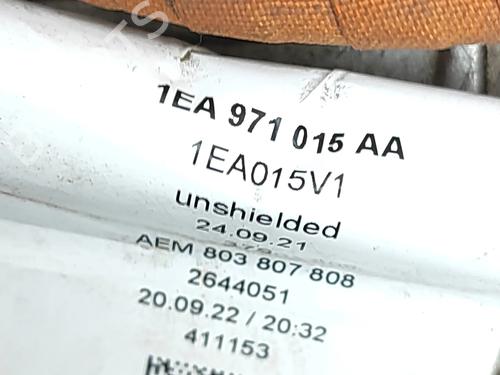 1EA 971 015 AA
1EA015V1
unshielded
24.09.21
AEM 803 807 808
2644051
20.09.22 / 20:32
411153